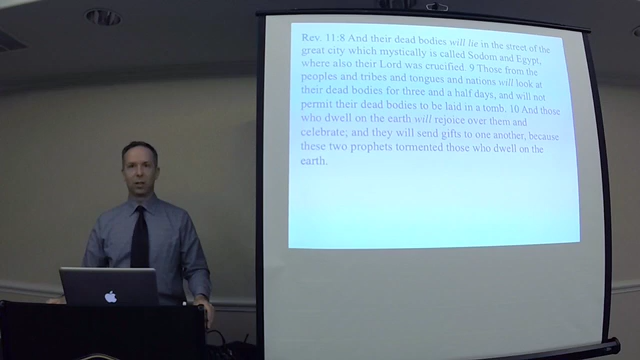 Rev. 11:8 And their dead bodies will lie in the street of the
great city which mystically is called Sodom and Egypt,
where also their Lord was crucified. 9 Those from the
peoples and tribes and tongues and nations will look at
their dead bodies for three and a half days, and will not
permit their dead bodies to be laid in a tomb. 10 And those
who dwell on the earth will rejoice over them and
celebrate; and they will send gifts to one another, because
these two prophets tormented those who dwell on the
earth.